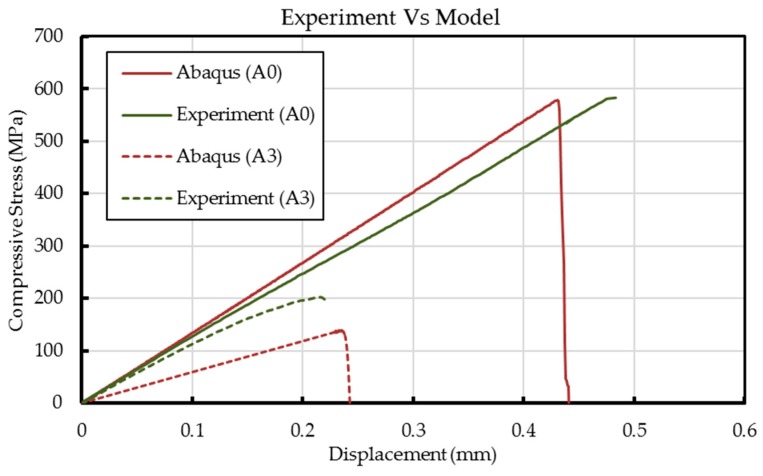 Experiment Vs Model
Compressive Stress (MPa)
700
600
500
400
300
200
100
0
Abaqus (A0)
Experiment (A0)
Abaqus (A3)
Experiment (A3)
0 0.1 0.2 0.3 0.4 0.5 0.6
Displacement (mm)